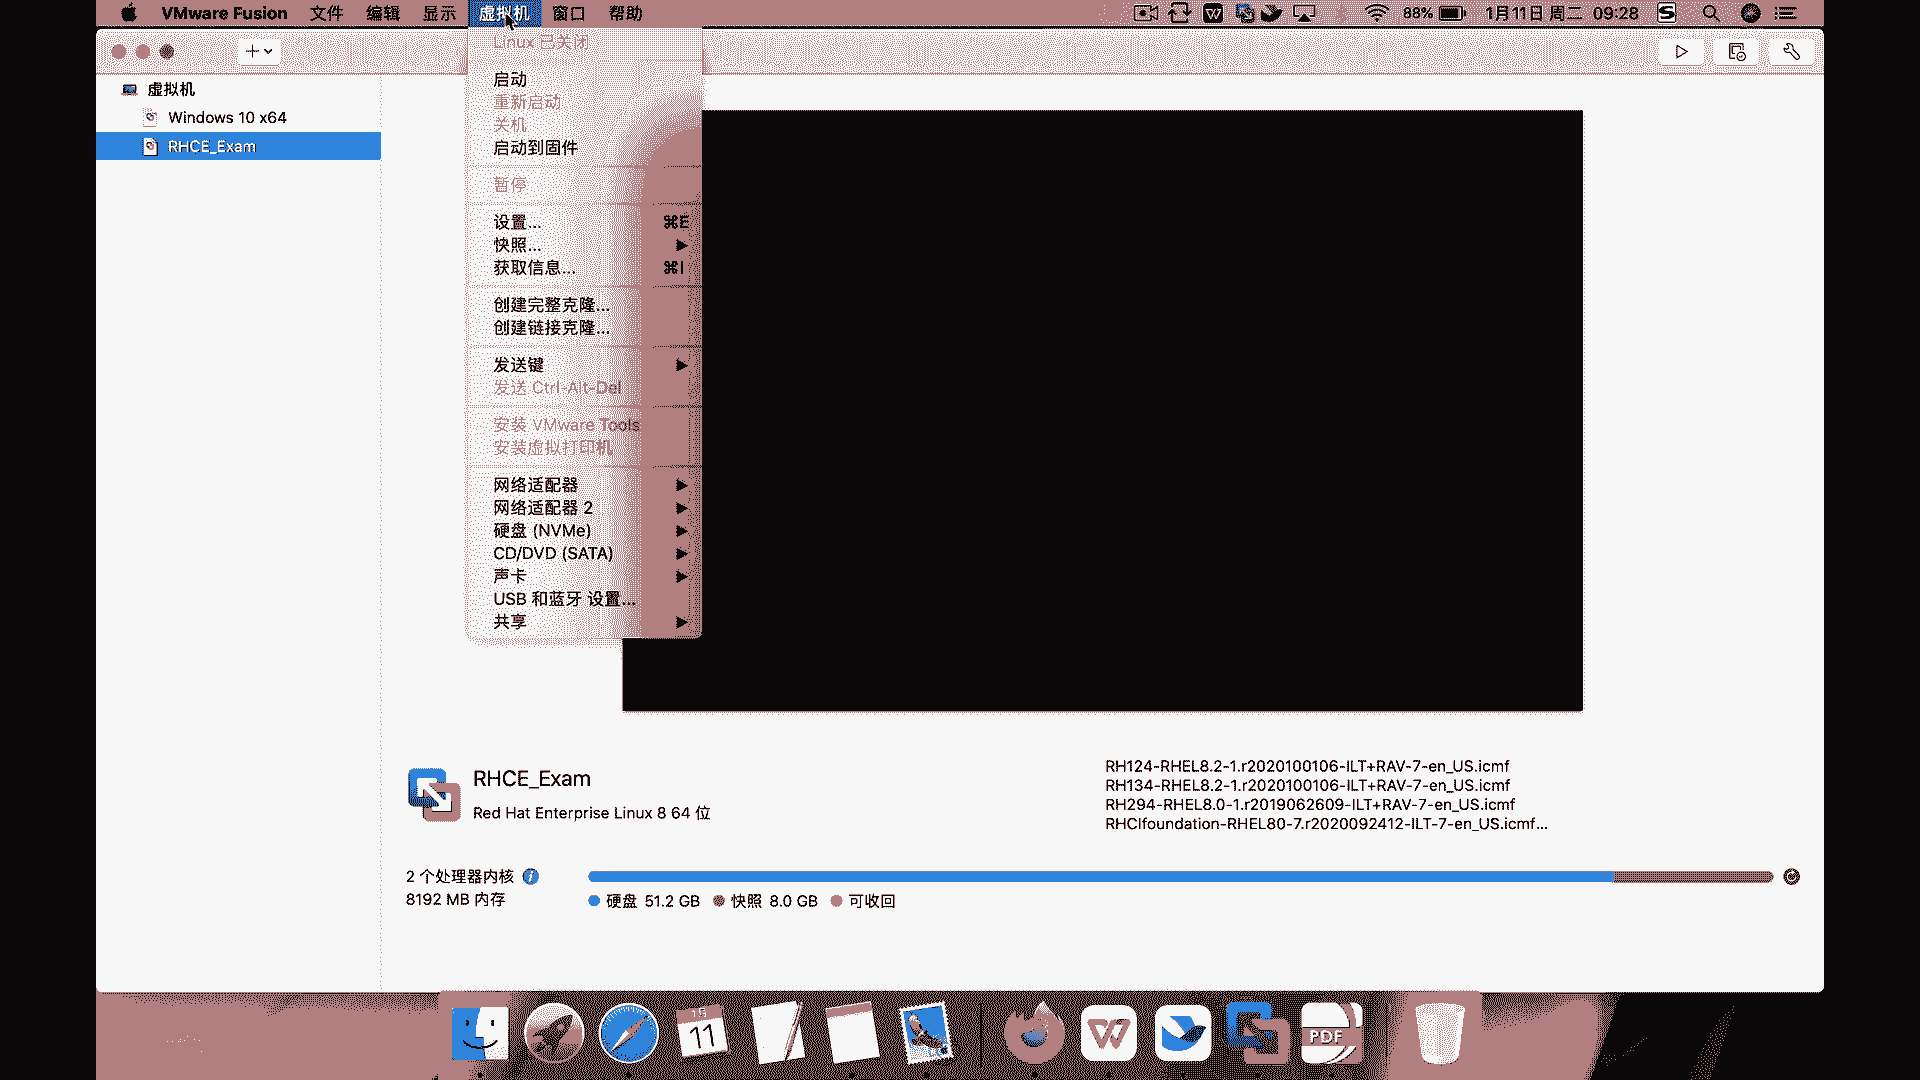 VMware Fusion 文件 编辑 显示 虚拟机 窗口 帮助 88% 1月11日 周二 09:28
Linux 已关闭
启动
重新启动
关机
启动到固件
暂停
设置... ⌘E
快照...
获取信息... ⌘I
创建完整克隆...
创建链接克隆...
发送键
发送 Ctrl-Alt-Del
安装 VMware Tools
安装虚拟打印机
网络适配器
网络适配器 2
硬盘 (NVMe)
CD/DVD (SATA)
声卡
USB 和蓝牙 设置...
共享
虚拟机
Windows 10 x64
RHCE_Exam
RHCE_Exam
Red Hat Enterprise Linux 8 64 位
RH124-RHEL8.2-1.r2020100106-ILT+RAV-7-en_US.icmf
RH134-RHEL8.2-1.r2020100106-ILT+RAV-7-en_US.icmf
RH294-RHEL8.0-1.r2019062609-ILT+RAV-7-en_US.icmf
RHCIfoundation-RHEL80-7.r2020092412-ILT-7-en_US.icmf...
2 个处理器内核
8192 MB 内存
硬盘 51.2 GB 快照 8.0 GB 可收回
1月
11
PDF